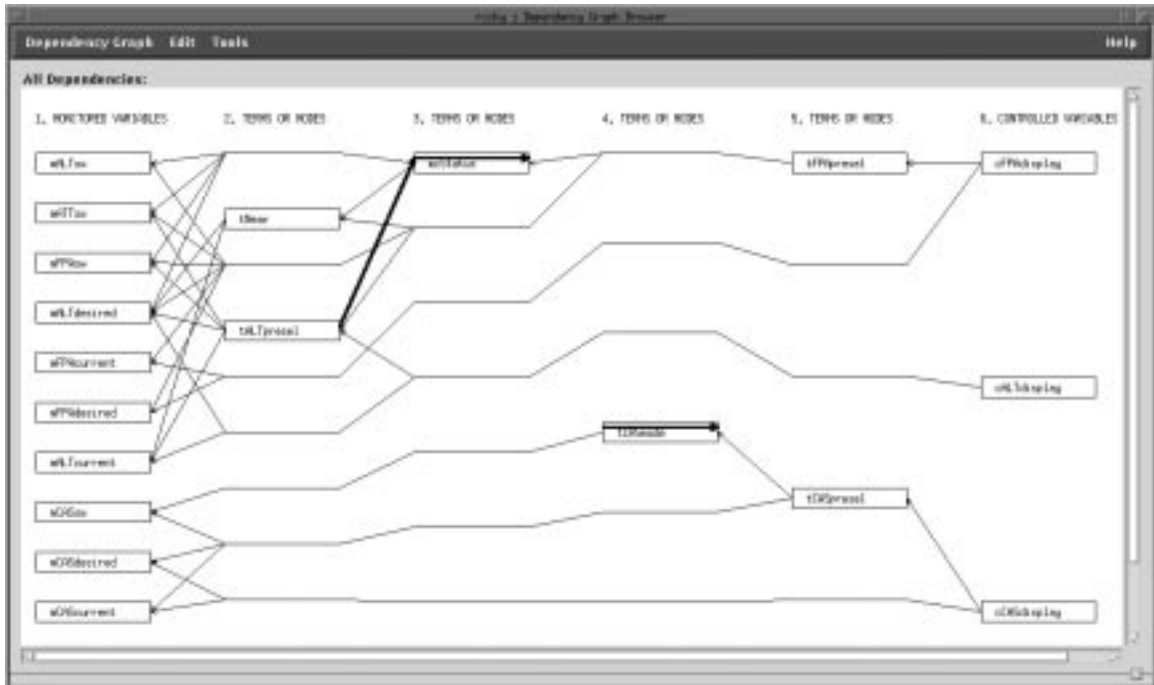 Dependency Graph Browser
Dependency Graph Edit Tools Help
All Dependencies:
1. MONITORED VARIABLES 2. TERMS OR MODES 3. TERMS OR MODES 4. TERMS OR MODES 5. TERMS OR MODES 6. CONTROLLED VARIABLES
mALTsw tFPApresel cFPAdisplay
mATTsw tNear
mFPAsw
mALTdesired tALTpresel
mFPAcurrent
mFPAdesired cALTdisplay
mALTcurrent
mCASsw tCASpresel
mCASdesired
mCAScurrent cCASdisplay